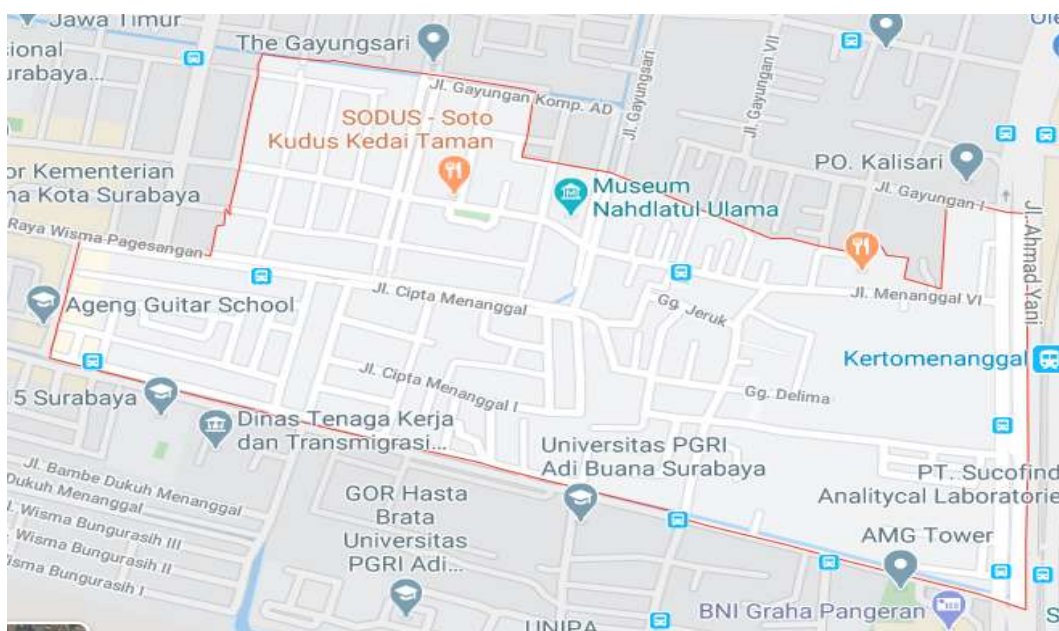 Jawa Timur
The Gayungsari
Ole
sional
urabaya...
Jl. Gayungan Komp. AD
Jl. Gayungsari
Jl. Gayungan VII
SODUS - Soto
Kudus Kedai Taman
PO. Kalisari
or Kementerian
na Kota Surabaya
Museum
Nahdlatul Ulama
Jl. Gayungan I
Raya Wisma Pagesangan
Jl. Ahmad Yani
Jl. Cipta Menanggal
Jl. Menanggal VI
Ageng Guitar School
Gg. Jeruk
Kertomenanggal
Jl. Cipta Menanggal I
Gg. Delima
5 Surabaya
Dinas Tenaga Kerja
dan Transmigrasi...
Universitas PGRI
Adi Buana Surabaya
PT. Sucofind
Analitycal Laboratorie
Jl. Bambe Dukuh Menanggal
Dukuh Menanggal
l. Wisma Bungurasih III
Wisma Bungurasih II
isma Bungurasih I
GOR Hasta
Brata
Universitas
PGRI Adi...
AMG Tower
BNI Graha Pangeran
UNIPA
S